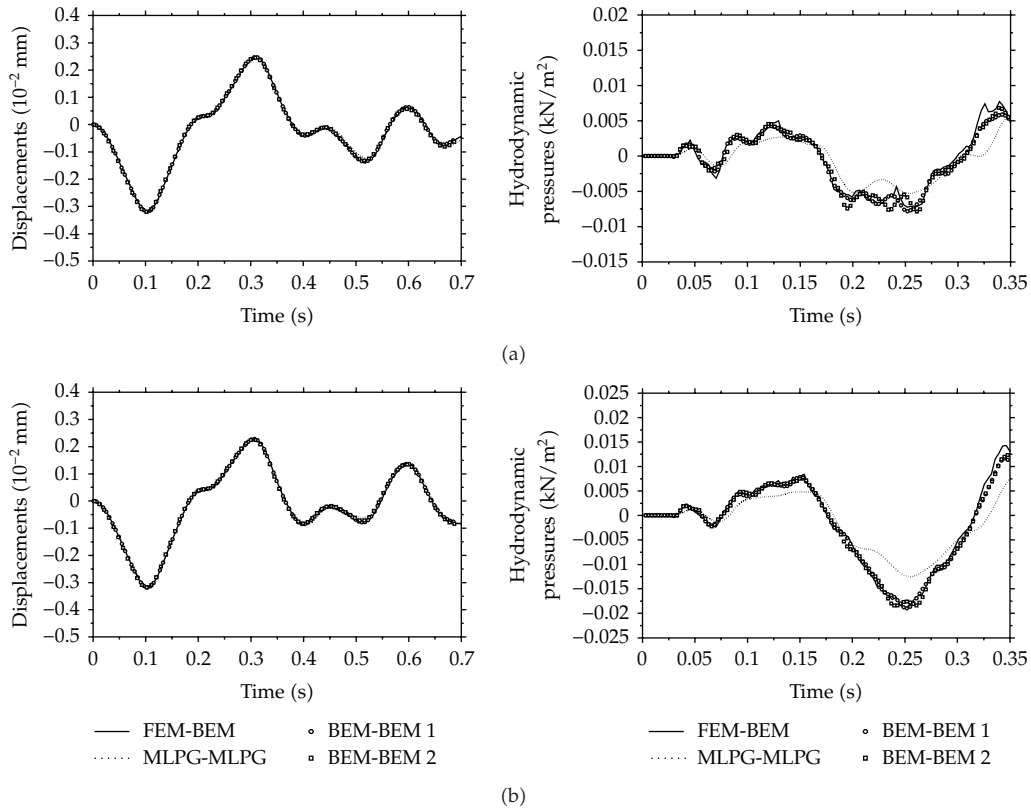 0.4
0.3
0.2
0.1
0
−0.1
−0.2
−0.3
−0.4
−0.5
Displacements (10−2 mm)
0 0.1 0.2 0.3 0.4 0.5 0.6 0.7
Time (s)
0.02
0.015
0.01
0.005
0
−0.005
−0.01
−0.015
Hydrodynamic
pressures (kN/m2)
0 0.05 0.1 0.15 0.2 0.25 0.3 0.35
Time (s)
(a)
0.4
0.3
0.2
0.1
0
−0.1
−0.2
−0.3
−0.4
−0.5
Displacements (10−2 mm)
0 0.1 0.2 0.3 0.4 0.5 0.6 0.7
Time (s)
FEM-BEM
MLPG-MLPG
BEM-BEM 1
BEM-BEM 2
0.025
0.02
0.015
0.01
0.005
0
−0.005
−0.01
−0.015
−0.02
−0.025
Hydrodynamic
pressures (kN/m2)
0 0.05 0.1 0.15 0.2 0.25 0.3 0.35
Time (s)
FEM-BEM
MLPG-MLPG
BEM-BEM 1
BEM-BEM 2
(b)